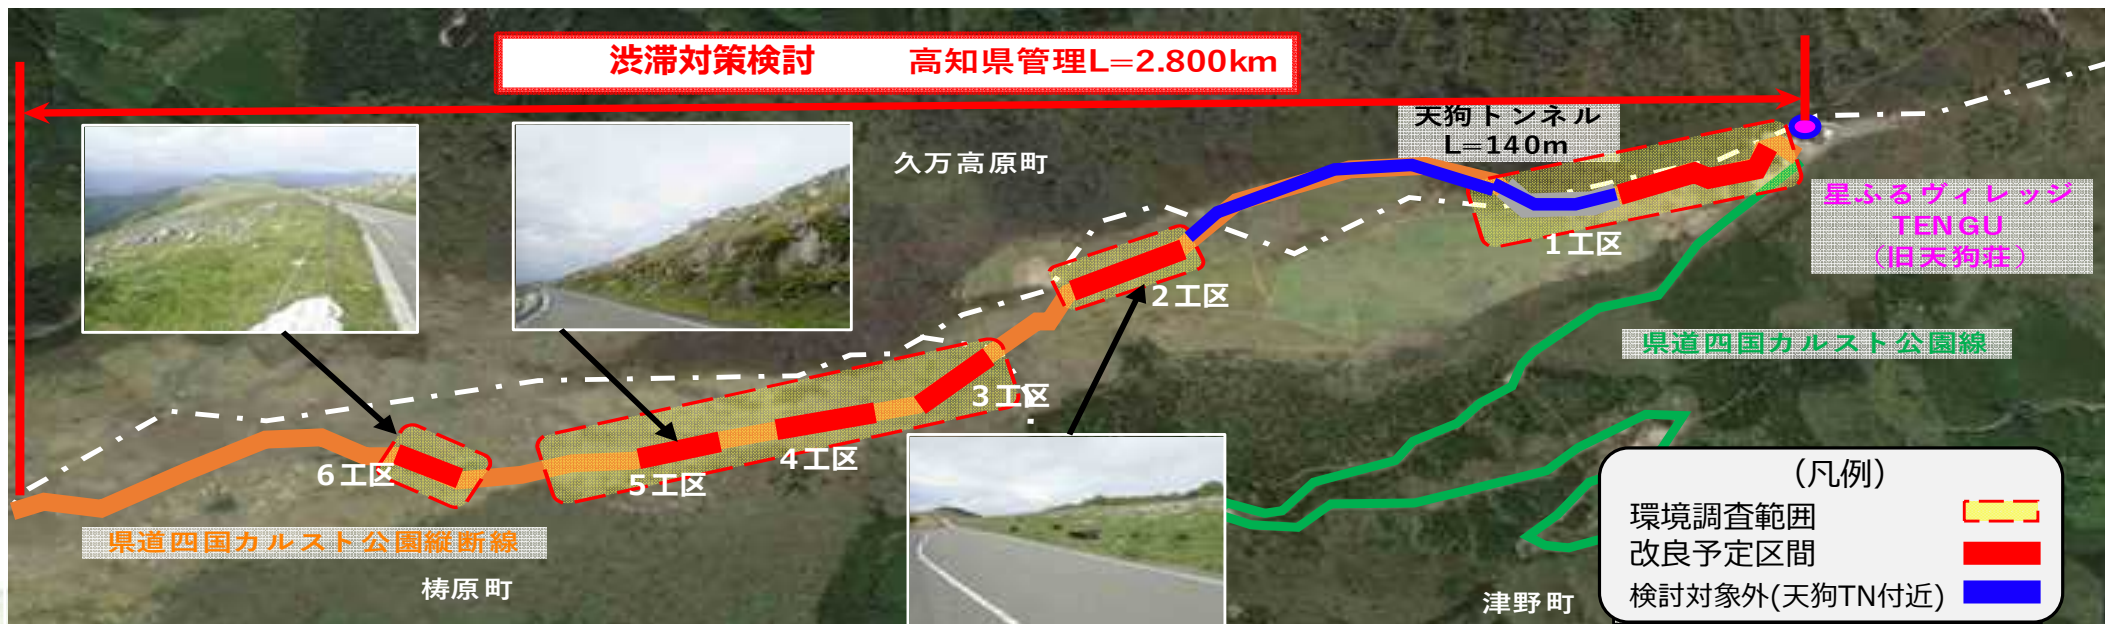 渋滞対策検討　　高知県管理L=2.800km
天狗トンネル
L=140m
久万高原町
星ふるヴィレッジ
TENGU
（旧天狗荘）
1工区
2工区
県道四国カルスト公園線
3工区
4工区
5工区
6工区
県道四国カルスト公園縦断線
梼原町
津野町
（凡例）
環境調査範囲
改良予定区間
検討対象外(天狗TN付近)